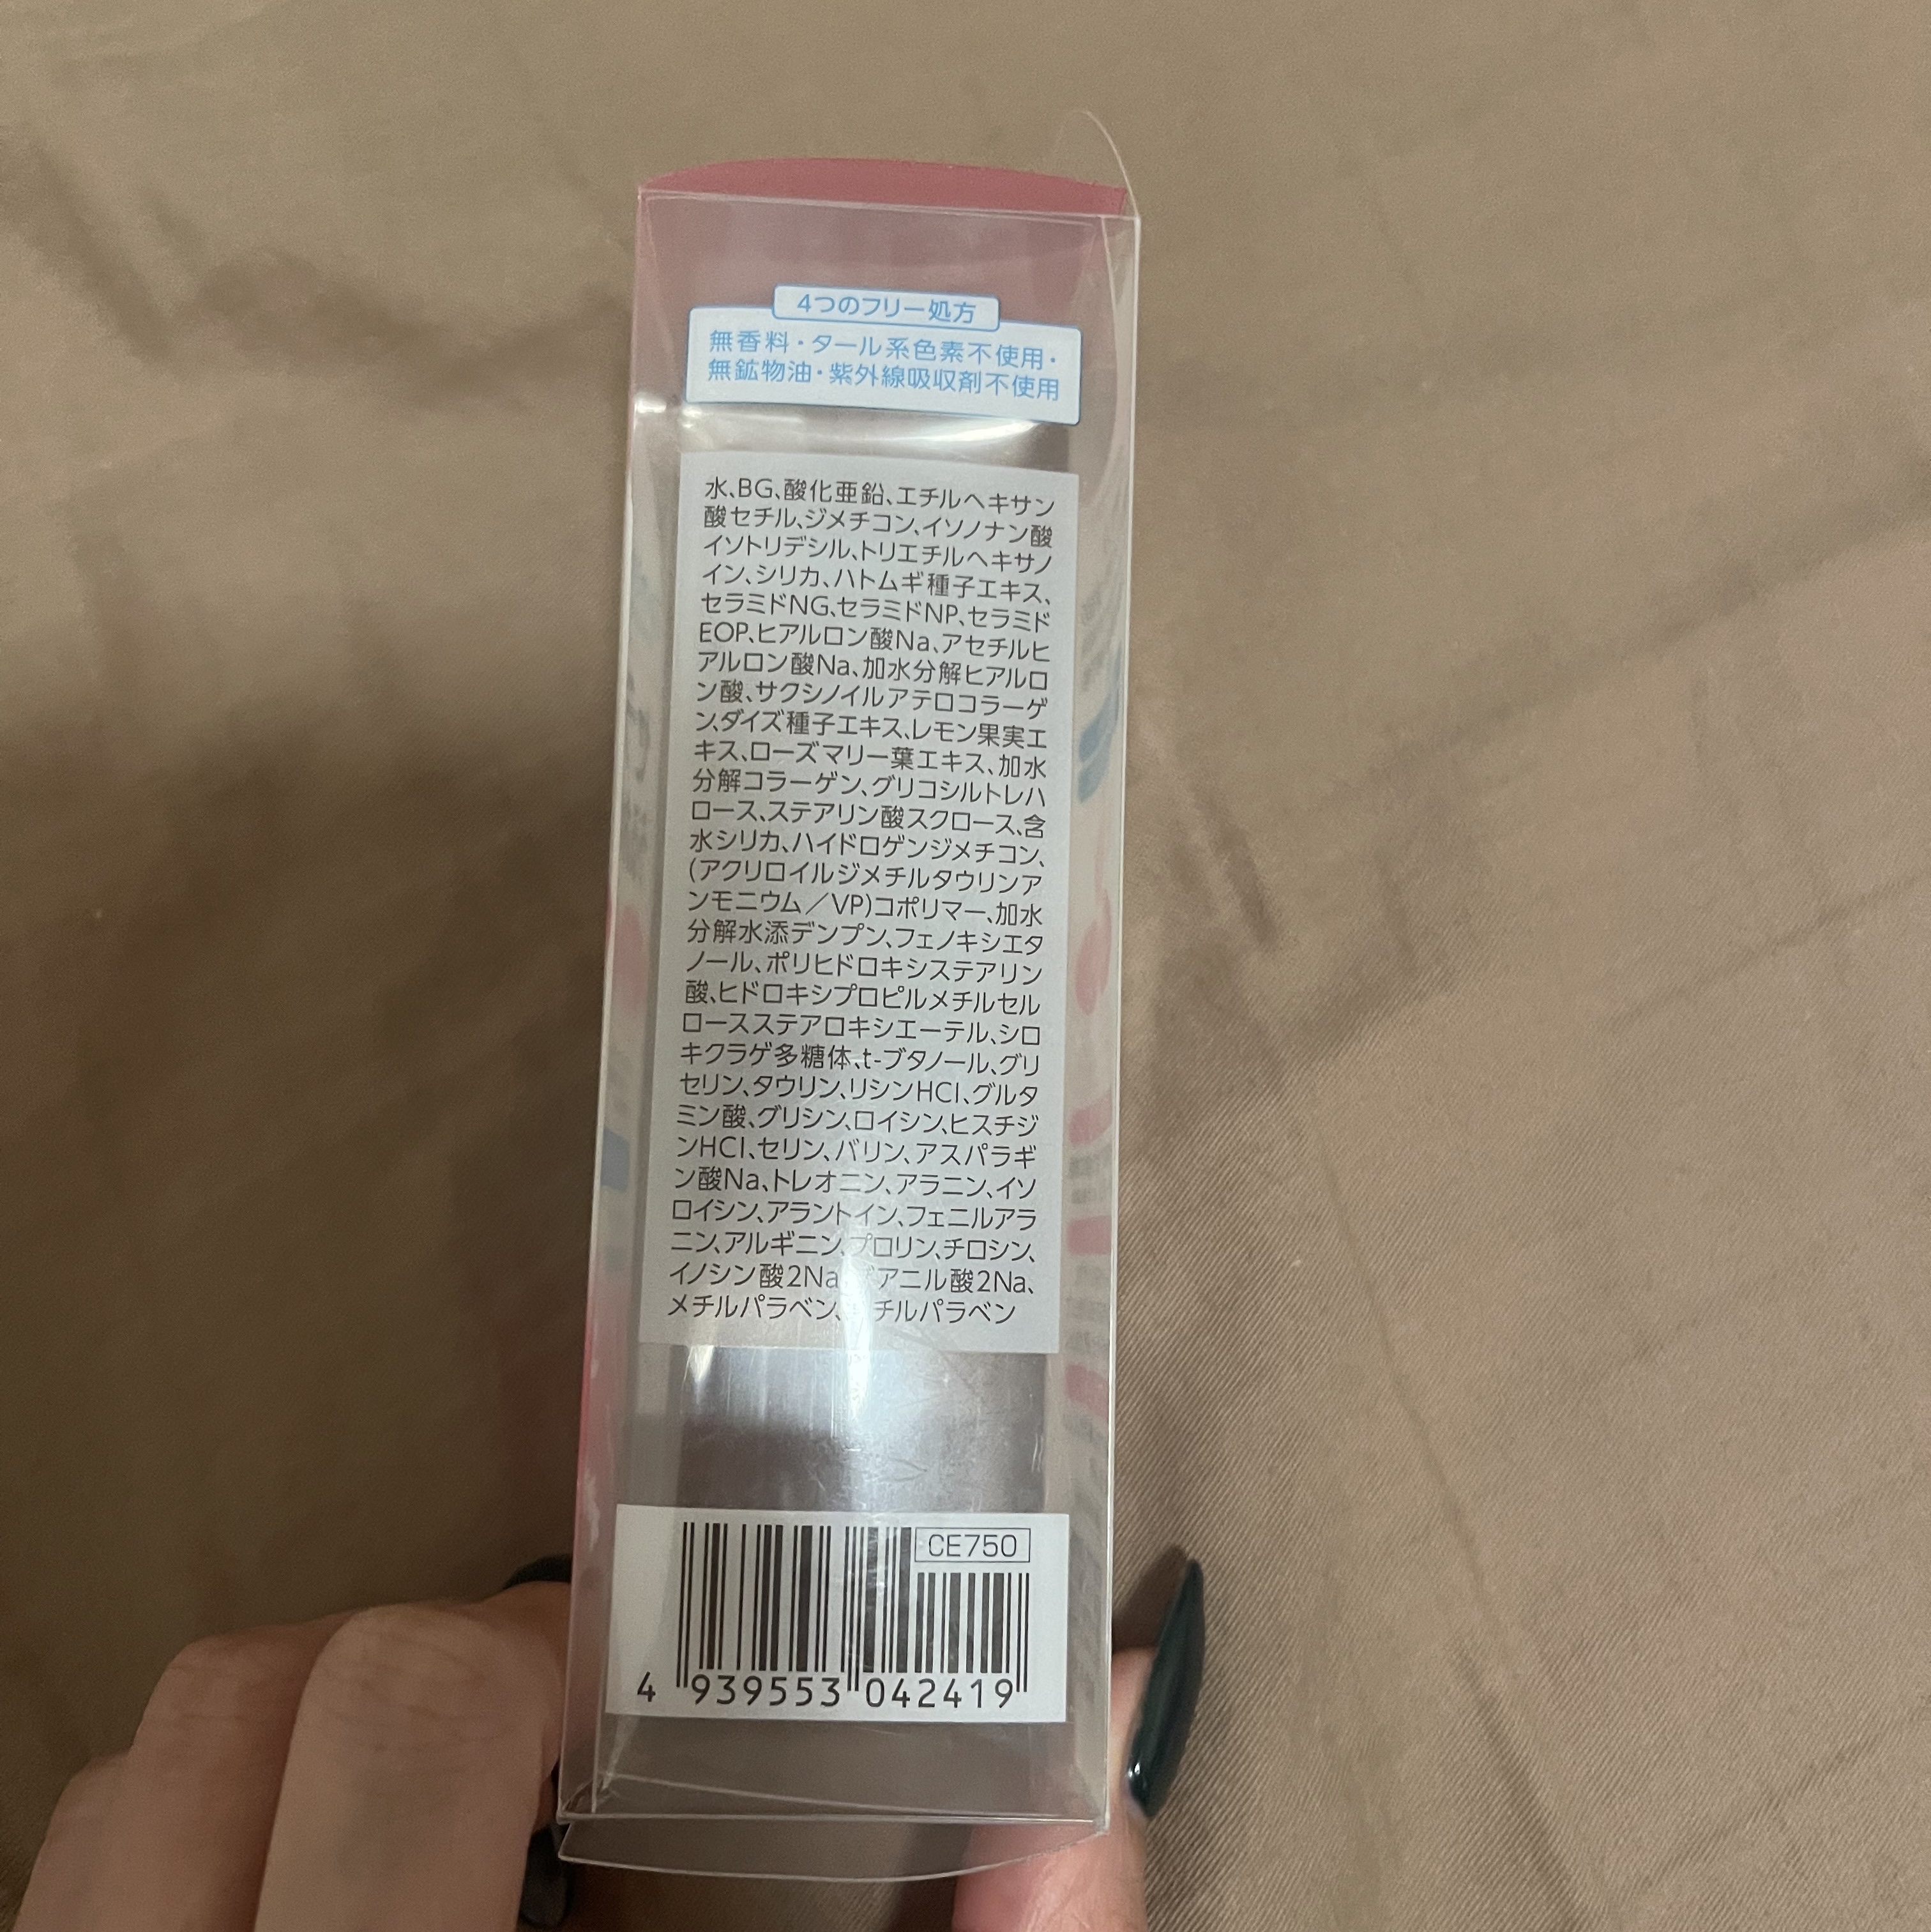 4つのフリー処方
無香料・タール系色素不使用・
無鉱物油・紫外線吸収剤不使用
水、BG、酸化亜鉛、エチルヘキサン
酸セチル、ジメチコン、イソノナン酸
イソトリデシル、トリエチルヘキサノ
イン、シリカ、ハトムギ種子エキス、
セラミドNG、セラミドNP、セラミド
EOP、ヒアルロン酸Na、アセチルヒ
アルロン酸Na、加水分解ヒアルロ
ン酸、サクシノイルアテロコラーゲ
ン、ダイズ種子エキス、レモン果実エ
キス、ローズマリー葉エキス、加水
分解コラーゲン、グリコシルトレハ
ロース、ステアリン酸スクロース、含
水シリカ、ハイドロゲンジメチコン、
(アクリロイルジメチルタウリンア
ンモニウム／VP)コポリマー、加水
分解水添デンプン、フェノキシエタ
ノール、ポリヒドロキシステアリン
酸、ヒドロキシプロピルメチルセル
ロースステアロキシエーテル、シロ
キクラゲ多糖体、t-ブタノール、グリ
セリン、タウリン、リシンHCl、グルタ
ミン酸、グリシン、ロイシン、ヒスチジ
ンHCl、セリン、バリン、アスパラギ
ン酸Na、トレオニン、アラニン、イソ
ロイシン、アラントイン、フェニルアラ
ニン、アルギニン、プロリン、チロシン、
イノシン酸2Na、グアニル酸2Na、
メチルパラベン、
CE750
4 939553 042419